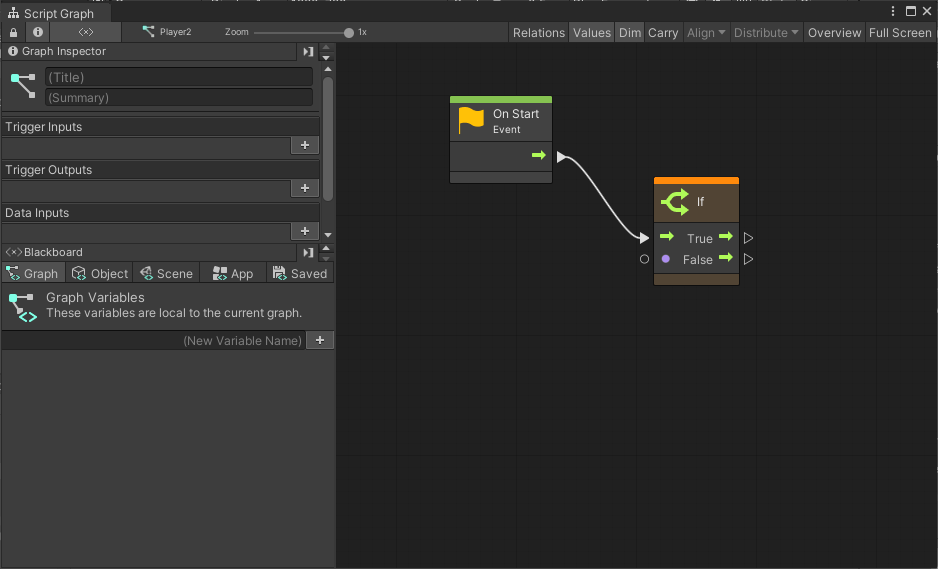 Script Graph
Player2
Zoom
1x
Relations
Values
Dim
Carry
Align
Distribute
Overview
Full Screen
Graph Inspector
(Title)
(Summary)
Trigger Inputs
Trigger Outputs
Data Inputs
Blackboard
Graph
Object
Scene
App
Saved
Graph Variables
These variables are local to the current graph.
(New Variable Name)
On Start
Event
If
True
False